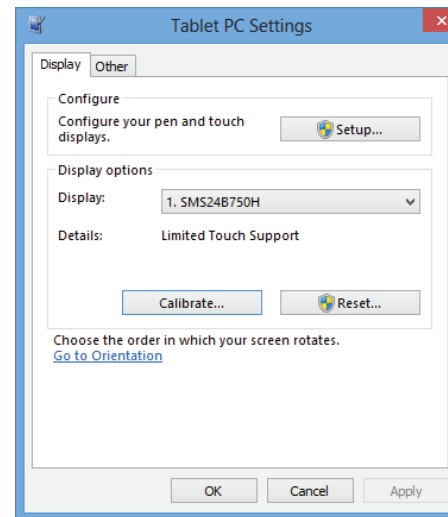 Tablet PC Settings
Display
Other
Configure
Configure your pen and touch
displays.
Setup...
Display options
Display:
1. SMS24B750H
Details:
Limited Touch Support
Calibrate...
Reset...
Choose the order in which your screen rotates.
Go to Orientation
OK
Cancel
Apply